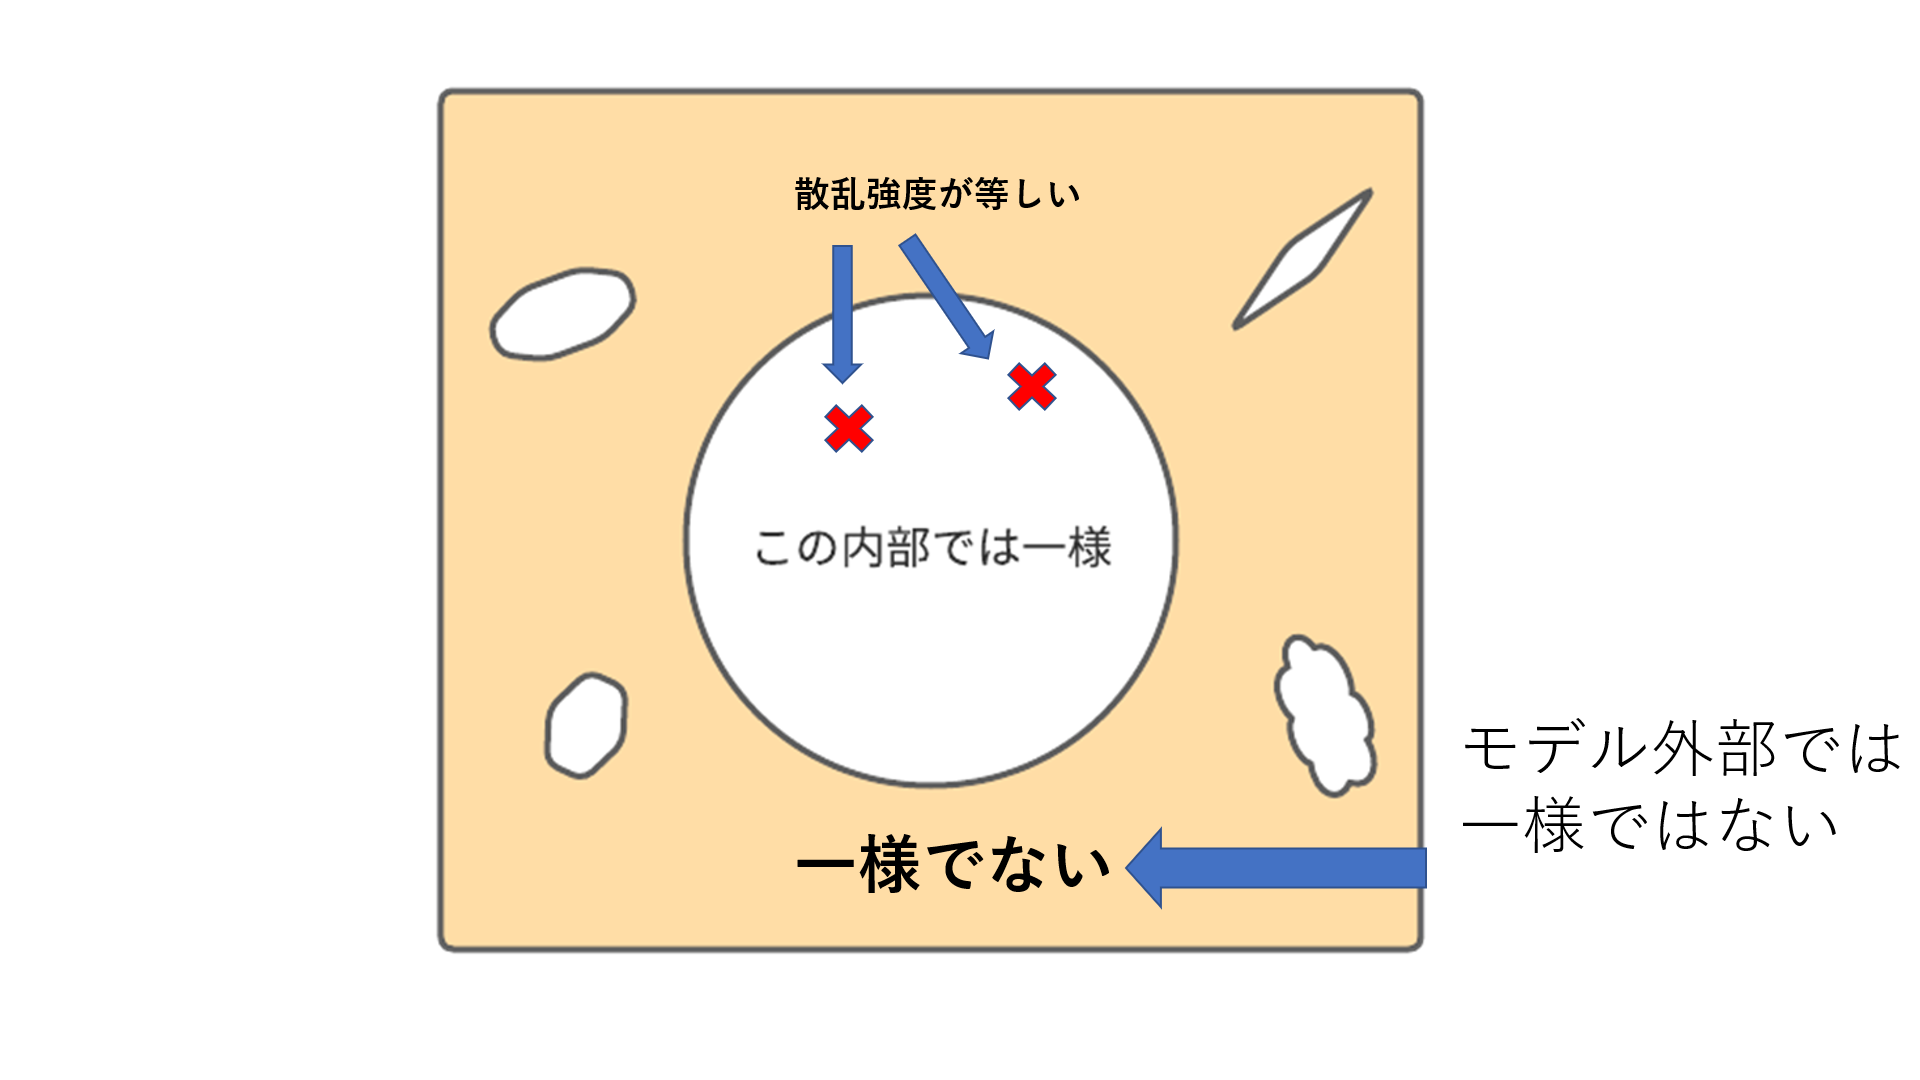 散乱強度が等しい
この内部では一様
モデル外部では
一様ではない
一様でない